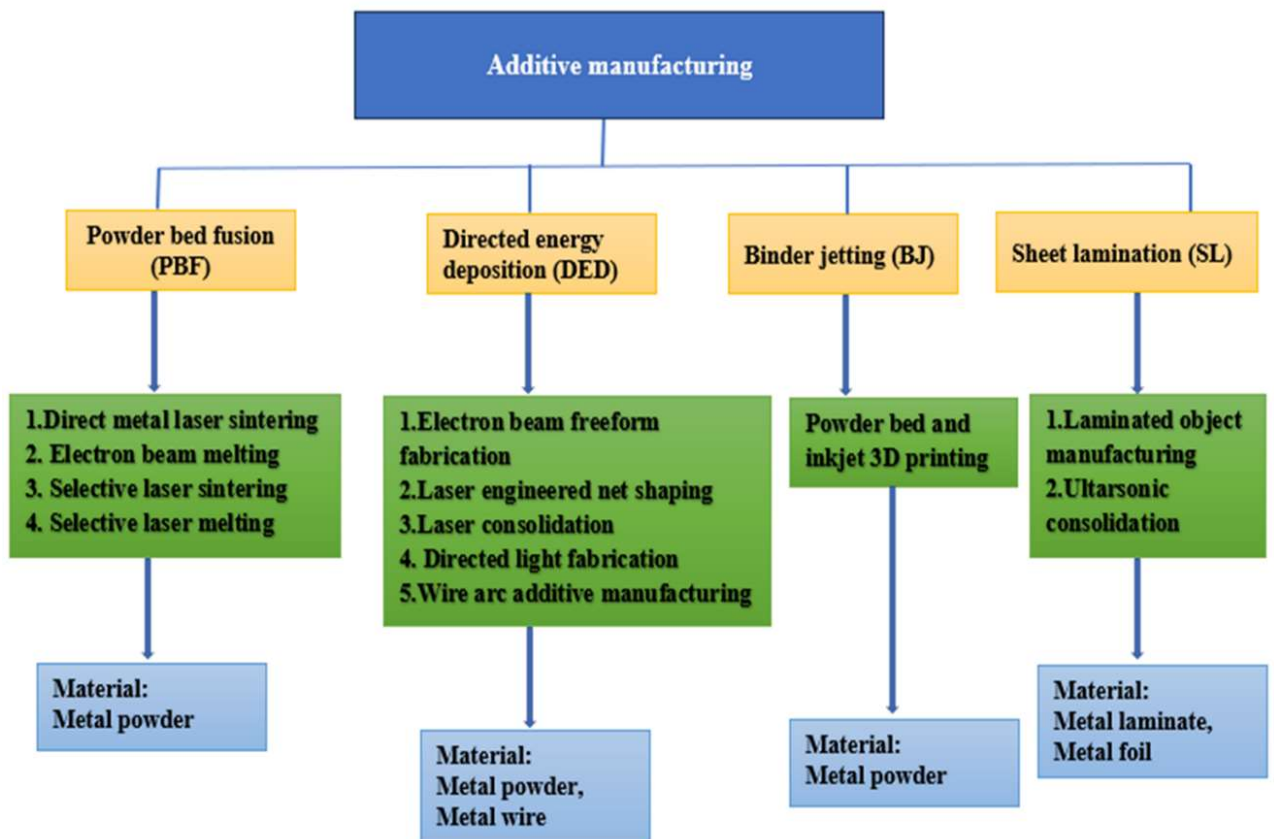 Additive manufacturing
Powder bed fusion
(PBF)
Directed energy
deposition (DED)
Binder jetting (BJ)
Sheet lamination (SL)
1.Direct metal laser sintering
2. Electron beam melting
3. Selective laser sintering
4. Selective laser melting
1.Electron beam freeform
fabrication
2.Laser engineered net shaping
3.Laser consolidation
4. Directed light fabrication
5.Wire arc additive manufacturing
Powder bed and
inkjet 3D printing
1.Laminated object
manufacturing
2.Ultarsonic
consolidation
Material:
Metal powder
Material:
Metal powder,
Metal wire
Material:
Metal powder
Material:
Metal laminate,
Metal foil